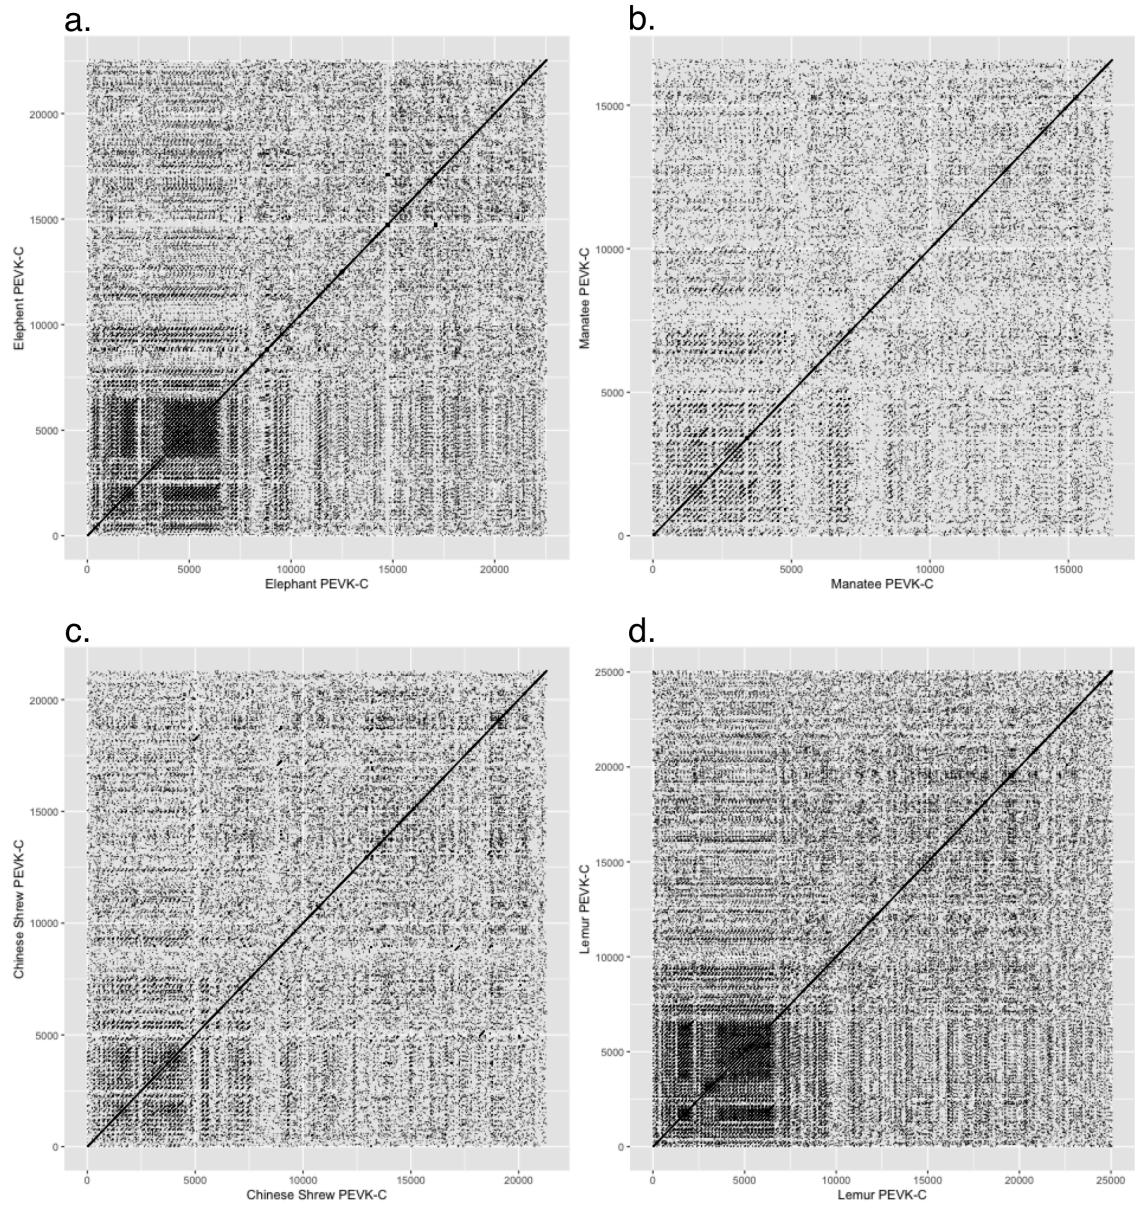 a.
20000
15000
10000
5000
0
Elephant PEVK-C
0 5000 10000 15000 20000
Elephant PEVK-C
b.
15000
10000
5000
0
Manatee PEVK-C
0 5000 10000 15000
Manatee PEVK-C
c.
20000
15000
10000
5000
0
Chinese Shrew PEVK-C
0 5000 10000 15000 20000
Chinese Shrew PEVK-C
d.
25000
20000
15000
10000
5000
0
Lemur PEVK-C
0 5000 10000 15000 20000 25000
Lemur PEVK-C